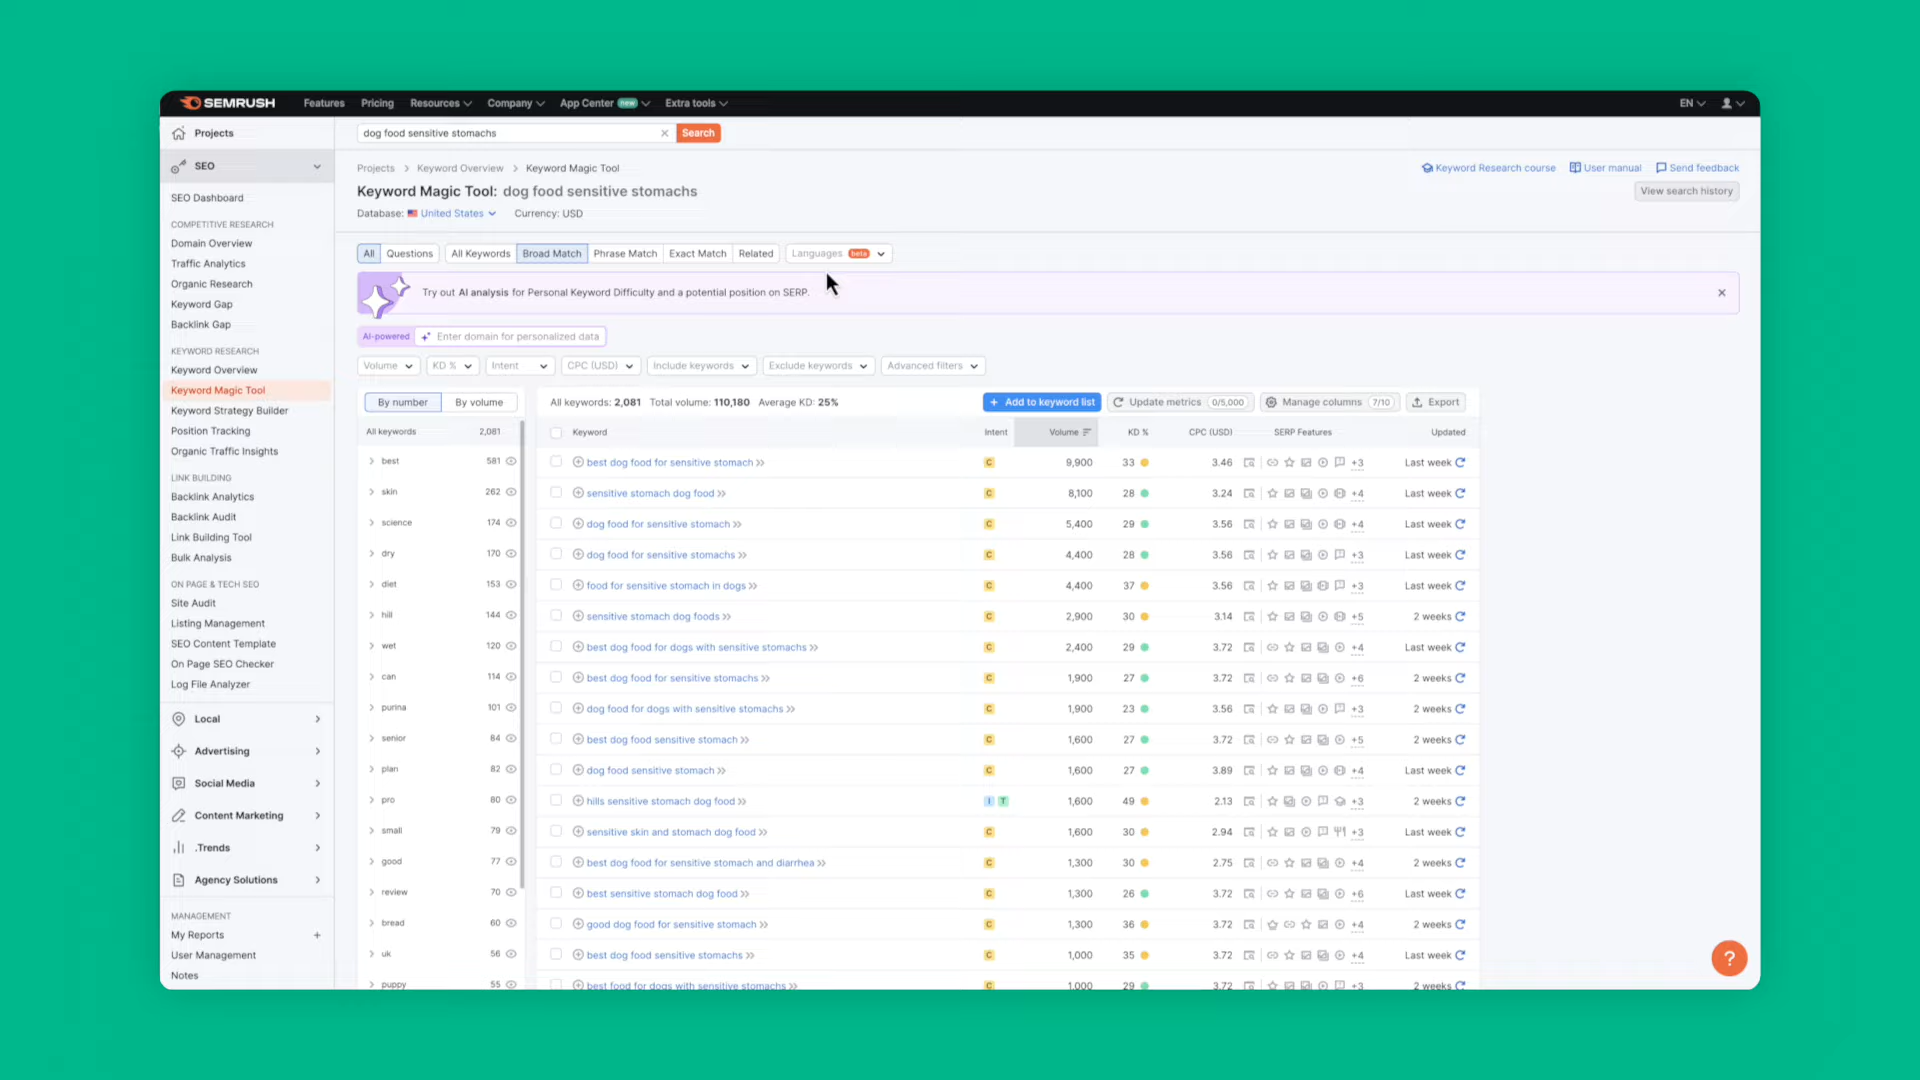 SEMRUSH Features Pricing Resources Company App Center new Extra tools EN
Projects
dog food sensitive stomachs Search
SEO
SEO Dashboard
COMPETITIVE RESEARCH
Domain Overview
Traffic Analytics
Organic Research
Keyword Gap
Backlink Gap
KEYWORD RESEARCH
Keyword Overview
Keyword Magic Tool
Keyword Strategy Builder
Position Tracking
Organic Traffic Insights
LINK BUILDING
Backlink Analytics
Backlink Audit
Link Building Tool
Bulk Analysis
ON PAGE & TECH SEO
Site Audit
Listing Management
SEO Content Template
On Page SEO Checker
Log File Analyzer
Local
Advertising
Social Media
Content Marketing
.Trends
Agency Solutions
MANAGEMENT
My Reports +
User Management
Notes
Projects > Keyword Overview > Keyword Magic Tool
Keyword Research course User manual Send feedback
Keyword Magic Tool: dog food sensitive stomachs
View search history
Database: United States Currency: USD
All Questions All Keywords Broad Match Phrase Match Exact Match Related Languages beta
Try out AI analysis for Personal Keyword Difficulty and a potential position on SERP.
AI-powered Enter domain for personalized data
Volume KD % Intent CPC (USD) Include keywords Exclude keywords Advanced filters
By number By volume
All keywords 2,081
best 581
skin 262
science 174
dry 170
diet 153
hill 144
wet 120
can 114
purina 101
senior 84
plan 82
pro 80
small 79
good 77
review 70
bread 60
uk 56
puppy 55
All keywords: 2,081 Total volume: 110,180 Average KD: 25%
+ Add to keyword list Update metrics 0/5,000 Manage columns 7/10 Export
Keyword Intent Volume KD % CPC (USD) SERP Features Updated
best dog food for sensitive stomach C 9,900 33 3.46 +3 Last week
sensitive stomach dog food C 8,100 28 3.24 +4 Last week
dog food for sensitive stomach C 5,400 29 3.56 +4 Last week
dog food for sensitive stomachs C 4,400 28 3.56 +3 Last week
food for sensitive stomach in dogs C 4,400 37 3.56 +3 Last week
sensitive stomach dog foods C 2,900 30 3.14 +5 2 weeks
best dog food for dogs with sensitive stomachs C 2,400 29 3.72 +4 Last week
best dog food for sensitive stomachs C 1,900 27 3.72 +6 2 weeks
dog food for dogs with sensitive stomachs C 1,900 23 3.56 +3 2 weeks
best dog food sensitive stomach C 1,600 27 3.72 +5 2 weeks
dog food sensitive stomach C 1,600 27 3.89 +4 Last week
hills sensitive stomach dog food I T 1,600 49 2.13 +3 2 weeks
sensitive skin and stomach dog food C 1,600 30 2.94 +3 Last week
best dog food for sensitive stomach and diarrhea C 1,300 30 2.75 +4 2 weeks
best sensitive stomach dog food C 1,300 26 3.72 +6 Last week
good dog food for sensitive stomach C 1,300 36 3.72 +4 2 weeks
best dog food sensitive stomachs C 1,000 35 3.72 +4 Last week
best food for dogs with sensitive stomachs C 1,000 29 3.72 +3 2 weeks
?